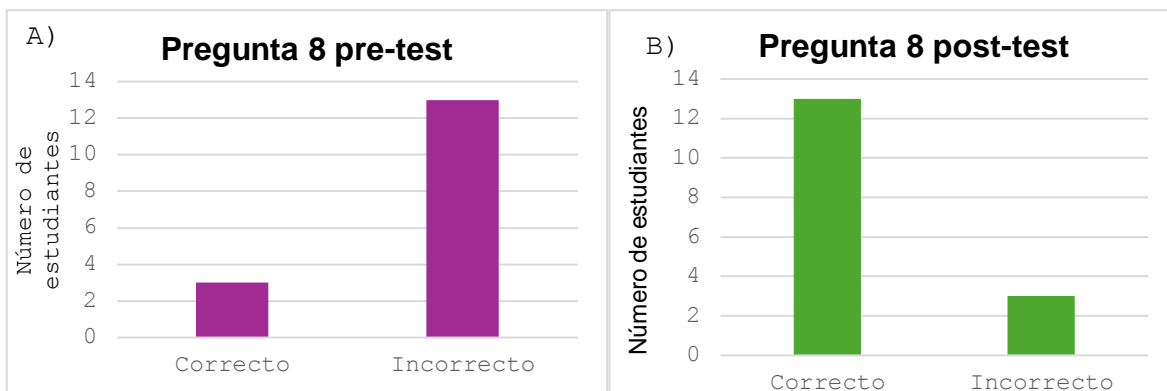 A)
Pregunta 8 pre-test
Número de
estudiantes
14
12
10
8
6
4
2
0
Correcto
Incorrecto
B)
Pregunta 8 post-test
Número de estudiantes
14
12
10
8
6
4
2
0
Correcto
Incorrecto